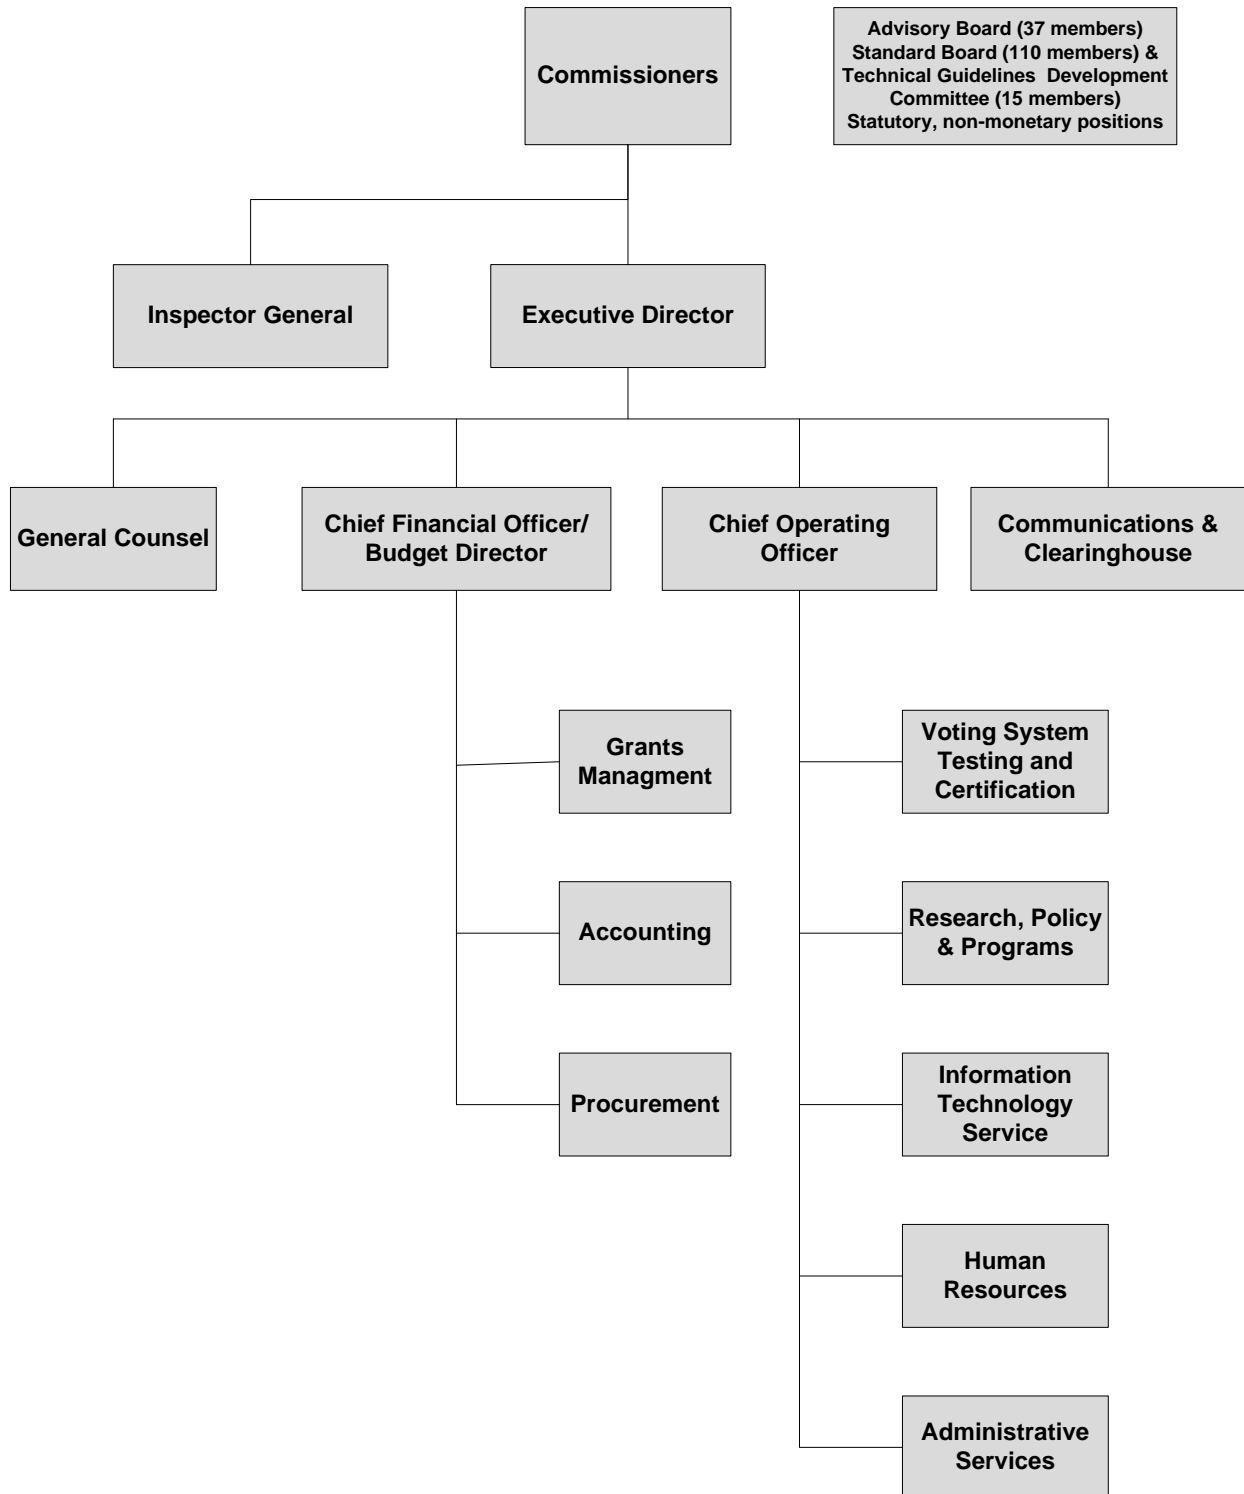 Commissioners
Advisory Board (37 members)
Standard Board (110 members) &
Technical Guidelines Development
Committee (15 members)
Statutory, non-monetary positions
Inspector General
Executive Director
General Counsel
Chief Financial Officer/
Budget Director
Chief Operating
Officer
Communications &
Clearinghouse
Grants
Managment
Voting System
Testing and
Certification
Accounting
Research, Policy
& Programs
Procurement
Information
Technology
Service
Human
Resources
Administrative
Services